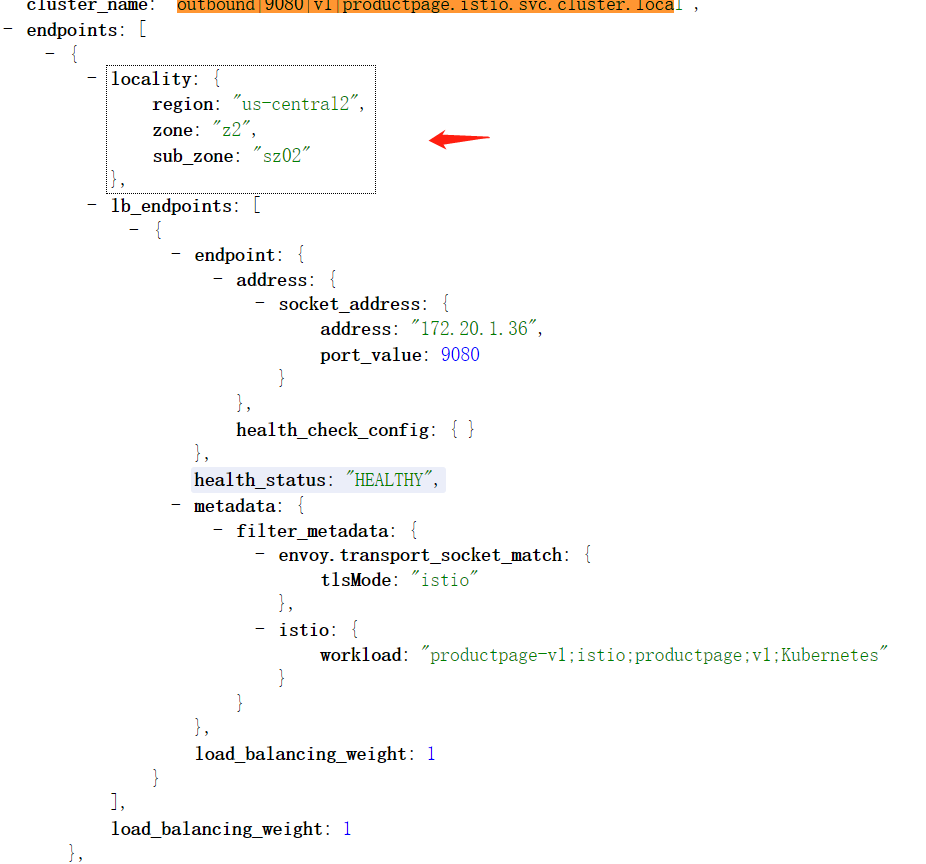 cluster_name: "outbound|9080|v1|productpage.istio.svc.cluster.local",
- endpoints: [
- {
- locality: {
region: "us-central2",
zone: "z2",
sub_zone: "sz02"
},
- lb_endpoints: [
- {
- endpoint: {
- address: {
- socket_address: {
address: "172.20.1.36",
port_value: 9080
}
},
health_check_config: { }
},
health_status: "HEALTHY",
- metadata: {
- filter_metadata: {
- envoy.transport_socket_match: {
tlsMode: "istio"
},
- istio: {
workload: "productpage-v1;istio;productpage;v1;Kubernetes"
}
}
},
load_balancing_weight: 1
}
],
load_balancing_weight: 1
},